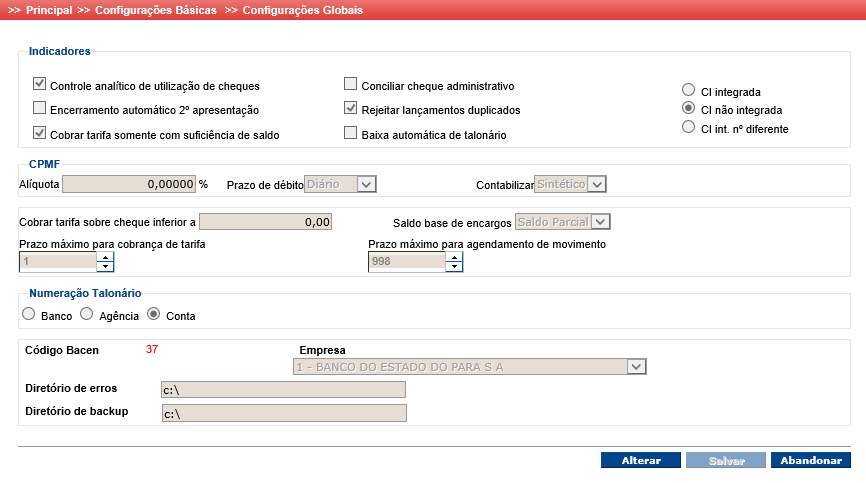 >> Principal >> Configurações Básicas >> Configurações Globais
Indicadores
Controle analítico de utilização de cheques
Conciliar cheque administrativo
CI integrada
Encerramento automático 2º apresentação
Rejeitar lançamentos duplicados
CI não integrada
Cobrar tarifa somente com suficiência de saldo
Baixa automática de talonário
CI int. nº diferente
CPMF
Alíquota 0,00000 % Prazo de débito Diário Contabilizar Sintético
Cobrar tarifa sobre cheque inferior a 0,00 Saldo base de encargos Saldo Parcial
Prazo máximo para cobrança de tarifa Prazo máximo para agendamento de movimento
1 998
Numeração Talonário
Banco Agência Conta
Código Bacen 37 Empresa
1 - BANCO DO ESTADO DO PARA S A
Diretório de erros c:\
Diretório de backup c:\
Alterar Salvar Abandonar